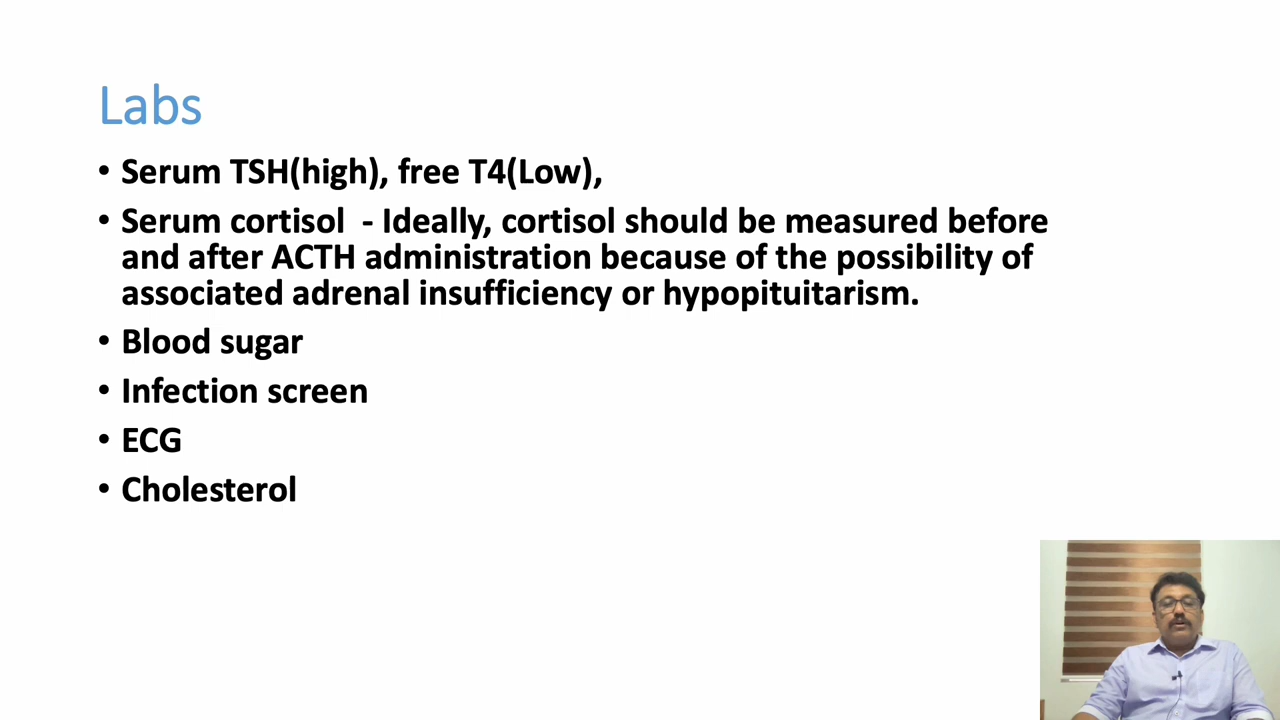 Labs
• Serum TSH(high), free T4(Low),
• Serum cortisol  - Ideally, cortisol should be measured before
and after ACTH administration because of the possibility of
associated adrenal insufficiency or hypopituitarism.
• Blood sugar
• Infection screen
• ECG
• Cholesterol